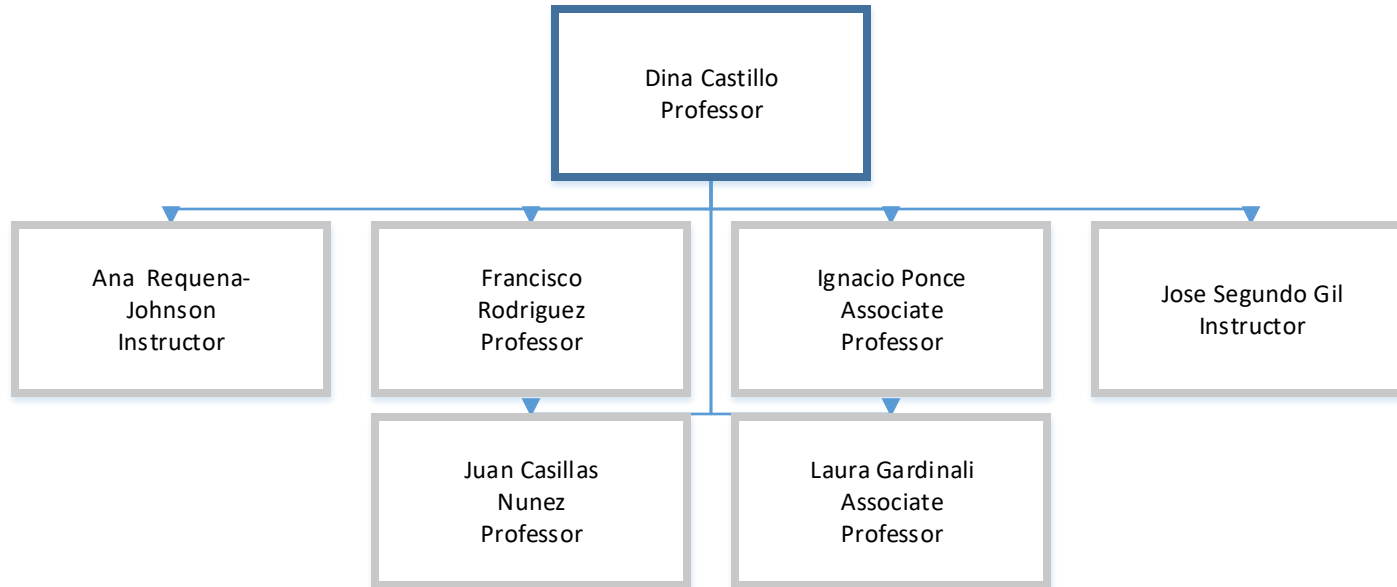 Dina Castillo
Professor
Ana Requena-
Johnson
Instructor
Francisco
Rodriguez
Professor
Ignacio Ponce
Associate
Professor
Jose Segundo Gil
Instructor
Juan Casillas
Nunez
Professor
Laura Gardinali
Associate
Professor